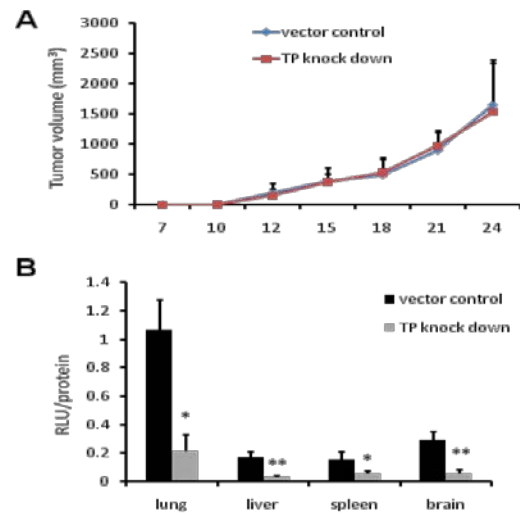 A
Tumor volume (mm³)
3000
2500
2000
1500
1000
500
0
vector control
TP knock down
7 10 12 15 18 21 24
B
RLU/protein
1.4
1.2
1
0.8
0.6
0.4
0.2
0
vector control
TP knock down
* ** * **
lung liver spleen brain